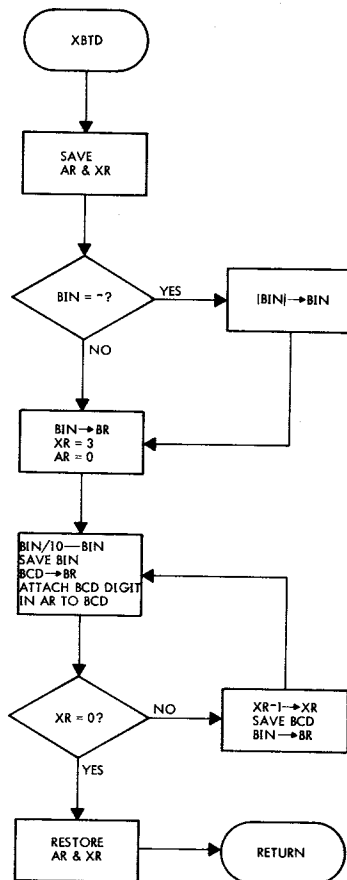 XBTD
SAVE
AR & XR
BIN = -?
YES
|BIN|→BIN
NO
BIN→BR
XR = 3
AR = 0
BIN/10—BIN
SAVE BIN
BCD→BR
ATTACH BCD DIGIT
IN AR TO BCD
XR = 0?
NO
XR-1→XR
SAVE BCD
BIN→BR
YES
RESTORE
AR & XR
RETURN